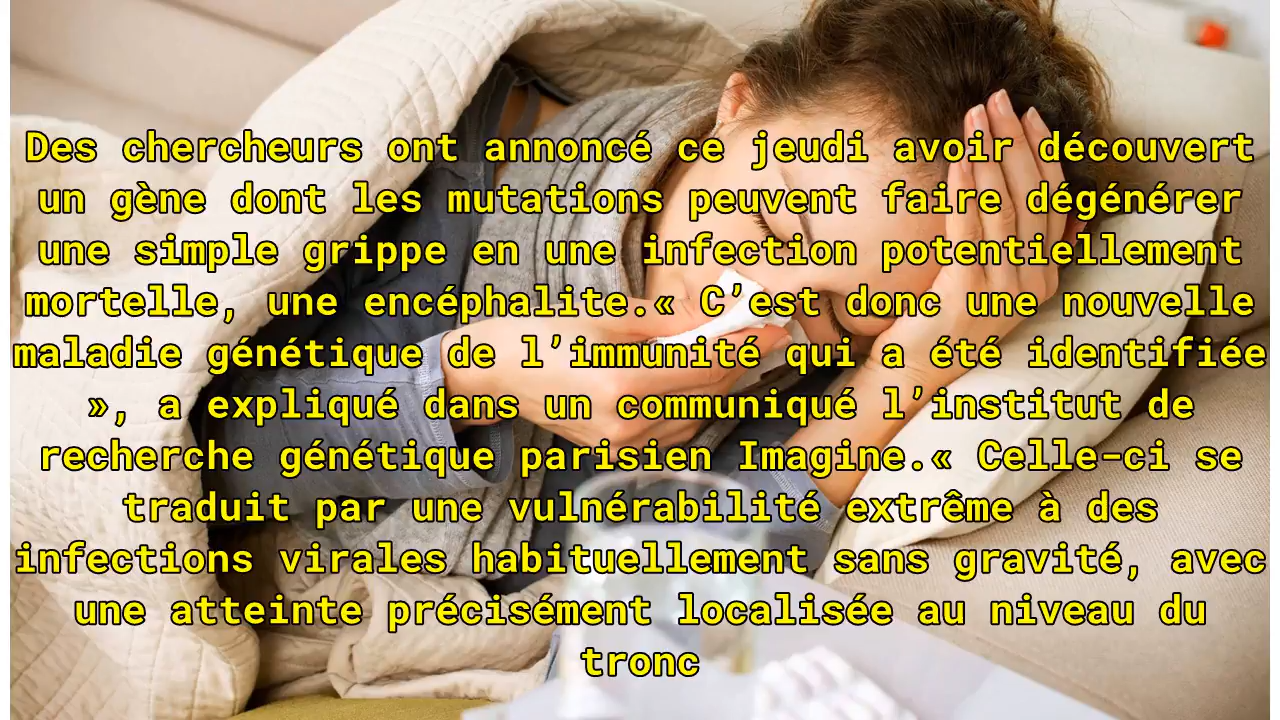 Des chercheurs ont annoncé ce jeudi avoir découvert
un gène dont les mutations peuvent faire dégénérer
une simple grippe en une infection potentiellement
mortelle, une encéphalite.« C’est donc une nouvelle
maladie génétique de l’immunité qui a été identifiée
», a expliqué dans un communiqué l’institut de
recherche génétique parisien Imagine.« Celle-ci se
traduit par une vulnérabilité extrême à des
infections virales habituellement sans gravité, avec
une atteinte précisément localisée au niveau du
tronc